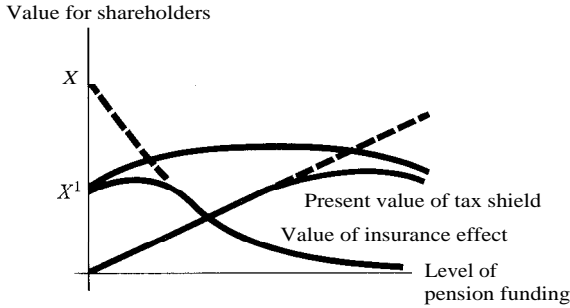 Value for shareholders
X
X¹
Present value of tax shield
Value of insurance effect
Level of
pension funding